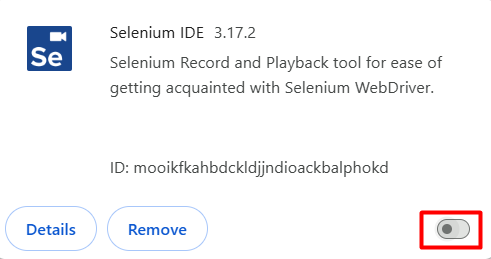 Selenium IDE 3.17.2
Se
Selenium Record and Playback tool for ease of
getting acquainted with Selenium WebDriver.
ID: mooikfkahbdckldjjndioackbalphokd
Details
Remove